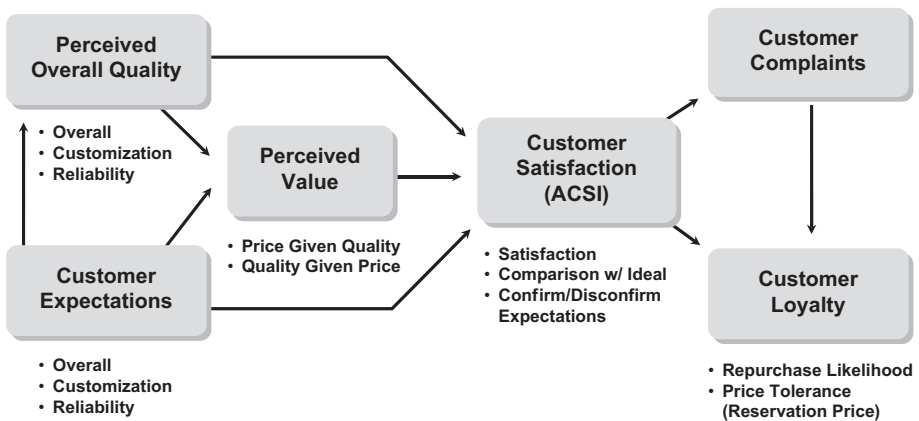 Perceived
Overall Quality
• Overall
• Customization
• Reliability
Customer
Expectations
• Overall
• Customization
• Reliability
Perceived
Value
• Price Given Quality
• Quality Given Price
Customer
Satisfaction
(ACSI)
• Satisfaction
• Comparison w/ Ideal
• Confirm/Disconfirm
Expectations
Customer
Complaints
Customer
Loyalty
• Repurchase Likelihood
• Price Tolerance
(Reservation Price)